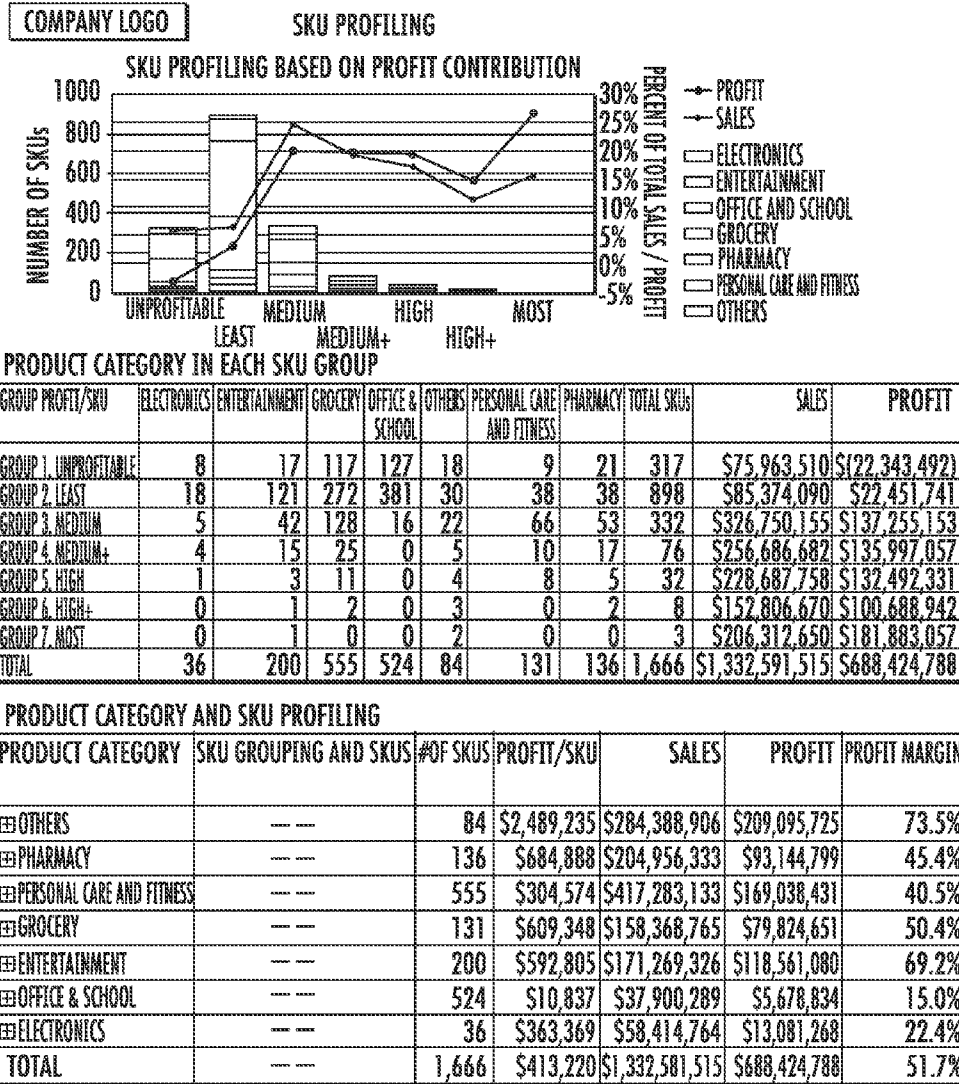 COMPANY LOGO
SKU PROFILING
SKU PROFILING BASED ON PROFIT CONTRIBUTION
NUMBER OF SKUs
1000
800
600
400
200
0
30%
25%
20%
15%
10%
5%
0%
-5%
PERCENT OF TOTAL SALES / PROFIT
UNPROFITABLE MEDIUM HIGH MOST
LEAST MEDIUM+ HIGH+
PROFIT
SALES
ELECTRONICS
ENTERTAINMENT
OFFICE AND SCHOOL
GROCERY
PHARMACY
PERSONAL CARE AND FITNESS
OTHERS
PRODUCT CATEGORY IN EACH SKU GROUP
GROUP PROFIT/SKU ELECTRONICS ENTERTAINMENT GROCERY OFFICE & OTHERS PERSONAL CARE PHARMACY TOTAL SKUs SALES PROFIT
SCHOOL AND FITNESS
GROUP 1. UNPROFITABLE 8 17 117 127 18 9 21 317 $75,963,510 $(22,343,492)
GROUP 2. LEAST 18 121 272 381 30 38 38 898 $85,374,090 $22,451,741
GROUP 3. MEDIUM 5 42 128 16 22 66 53 332 $326,750,155 $137,255,153
GROUP 4. MEDIUM+ 4 15 25 0 5 10 17 76 $256,686,682 $135,997,057
GROUP 5. HIGH 1 3 11 0 4 8 5 32 $228,687,758 $132,492,331
GROUP 6. HIGH+ 0 1 2 0 3 0 2 8 $152,806,670 $100,688,942
GROUP 7. MOST 0 1 0 0 2 0 0 3 $206,312,650 $181,883,057
TOTAL 36 200 555 524 84 131 136 1,666 $1,332,591,515 $688,424,788
PRODUCT CATEGORY AND SKU PROFILING
PRODUCT CATEGORY SKU GROUPING AND SKUS #OF SKUS PROFIT/SKU SALES PROFIT PROFIT MARGIN
OTHERS --- --- 84 $2,489,235 $284,388,906 $209,095,725 73.5%
PHARMACY --- --- 136 $684,888 $204,956,333 $93,144,799 45.4%
PERSONAL CARE AND FITNESS --- --- 555 $304,574 $417,283,133 $169,038,431 40.5%
GROCERY --- --- 131 $609,348 $158,368,765 $79,824,651 50.4%
ENTERTAINMENT --- --- 200 $592,805 $171,269,326 $118,561,080 69.2%
OFFICE & SCHOOL --- --- 524 $10,837 $37,900,289 $5,678,834 15.0%
ELECTRONICS --- --- 36 $363,369 $58,414,764 $13,081,268 22.4%
TOTAL --- --- 1,666 $413,220 $1,332,581,515 $688,424,788 51.7%